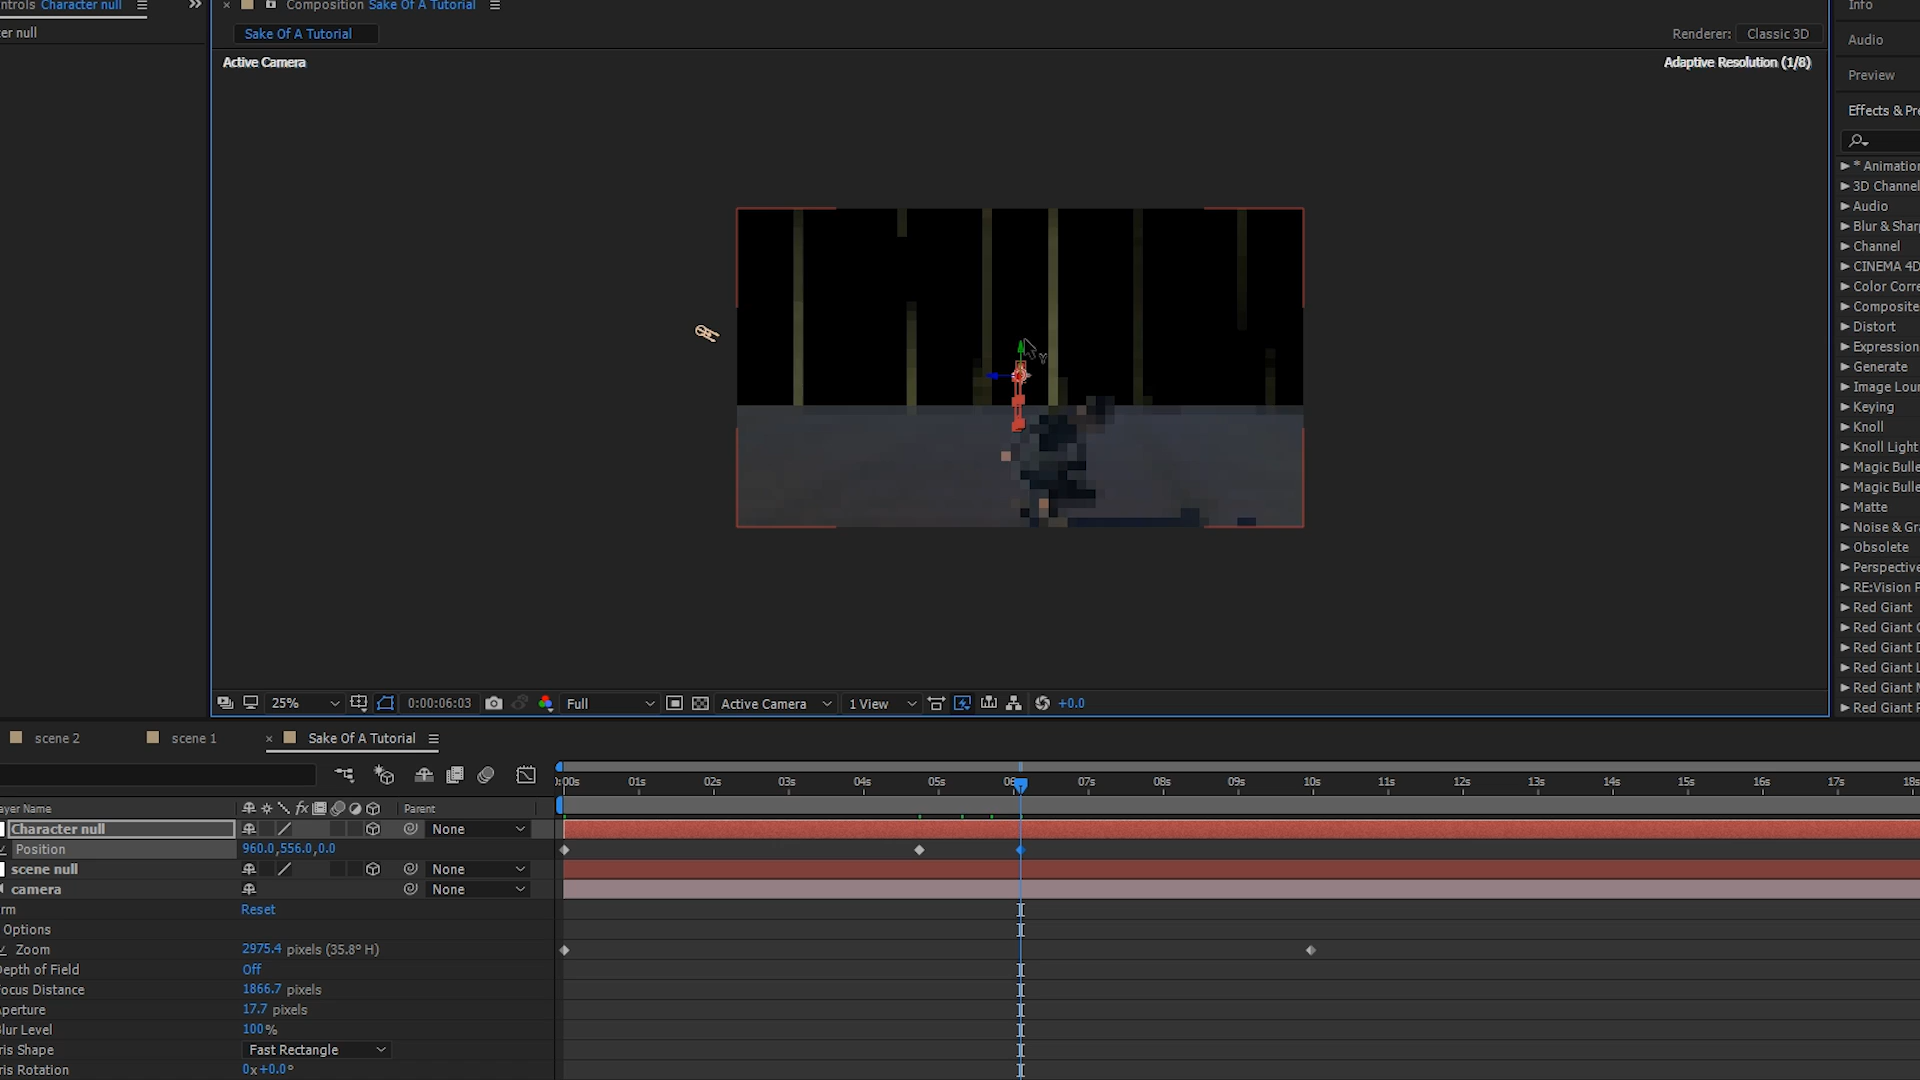 ntrols Character null
Composition Sake Of A Tutorial
Info
er null
Sake Of A Tutorial
Renderer: Classic 3D
Audio
Active Camera
Adaptive Resolution (1/8)
Preview
Effects & Pre
* Animation
3D Channel
Audio
Blur & Shar
Channel
CINEMA 4D
Color Corre
Composite
Distort
Expression
Generate
Image Lou
Keying
Knoll
Knoll Light
Magic Bulle
Magic Bulle
Matte
Noise & Gra
Obsolete
Perspective
RE:Vision P
Red Giant
Red Giant C
Red Giant D
Red Giant L
Red Giant M
Red Giant P
Y
25%
0:00:06:03
Full
Active Camera
1 View
+0.0
scene 2
scene 1
Sake Of A Tutorial
:00s 01s 02s 03s 04s 05s 06 07s 08s 09s 10s 11s 12s 13s 14s 15s 16s 17s 18s
ayer Name
fx
Parent
Character null
None
Position
960.0,556.0,0.0
scene null
None
camera
None
rm
Reset
Options
Zoom
2975.4 pixels (35.8° H)
epth of Field
Off
ocus Distance
1866.7 pixels
perture
17.7 pixels
lur Level
100%
ris Shape
Fast Rectangle
ris Rotation
0x+0.0°